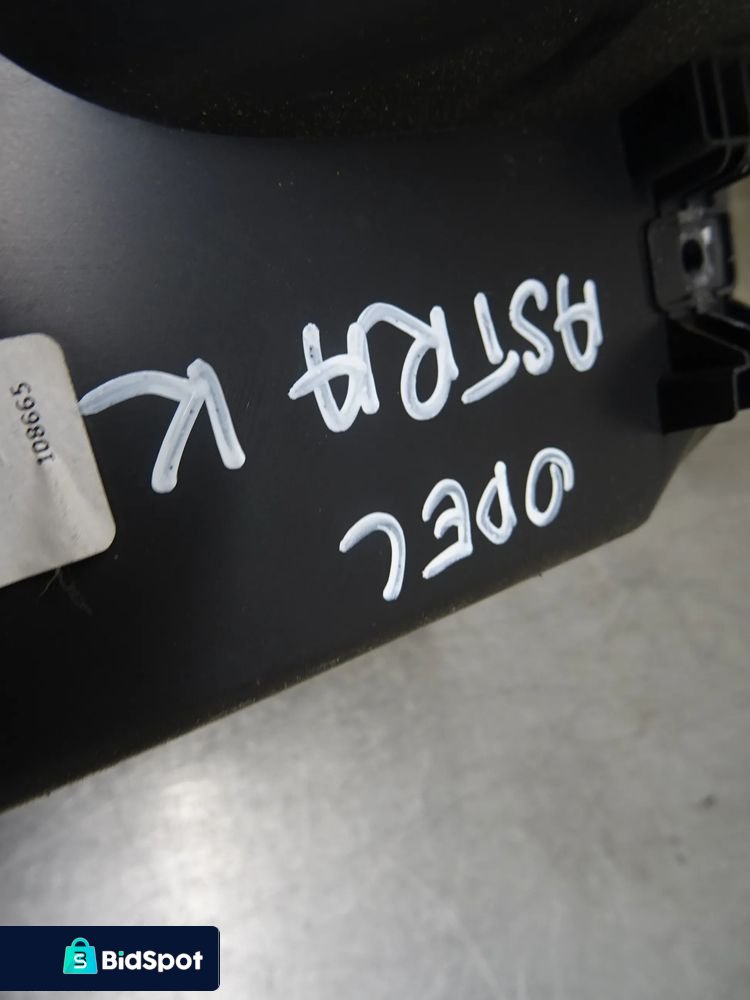 OPEL
ASTRA K
108665
BidSpot